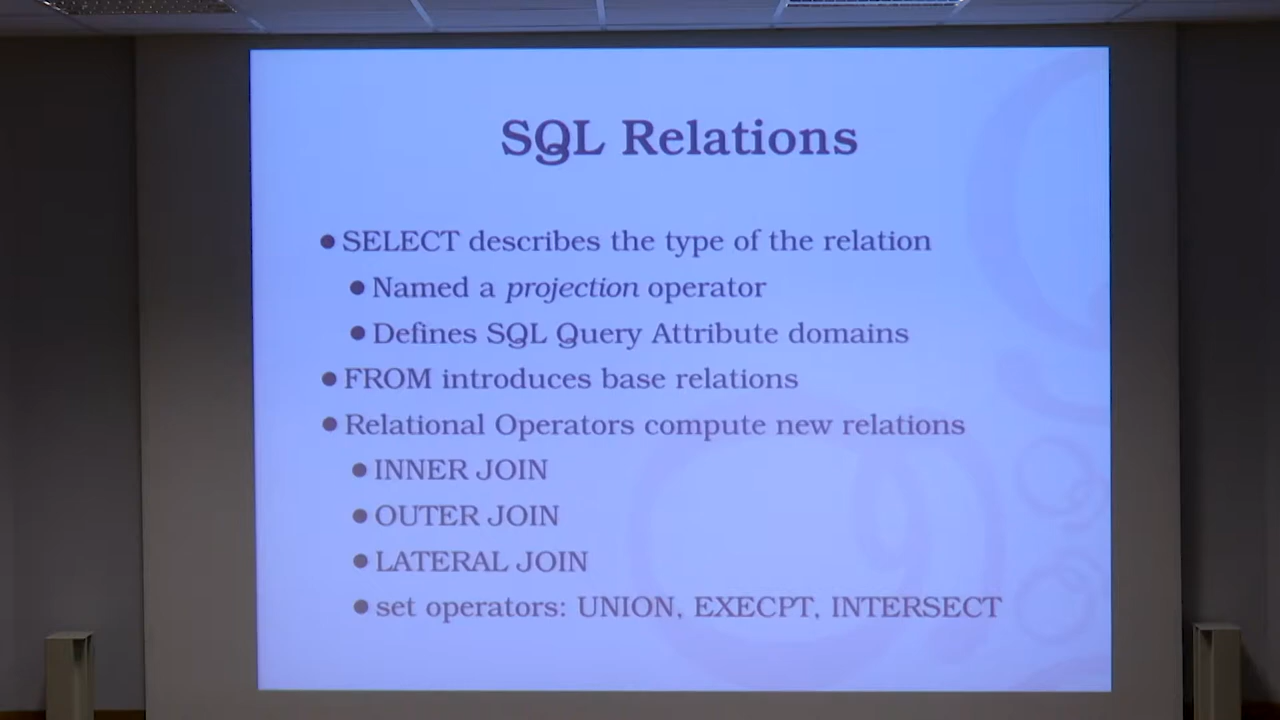 SQL Relations
● SELECT describes the type of the relation
● Named a projection operator
● Defines SQL Query Attribute domains
● FROM introduces base relations
● Relational Operators compute new relations
● INNER JOIN
● OUTER JOIN
● LATERAL JOIN
● set operators: UNION, EXECPT, INTERSECT